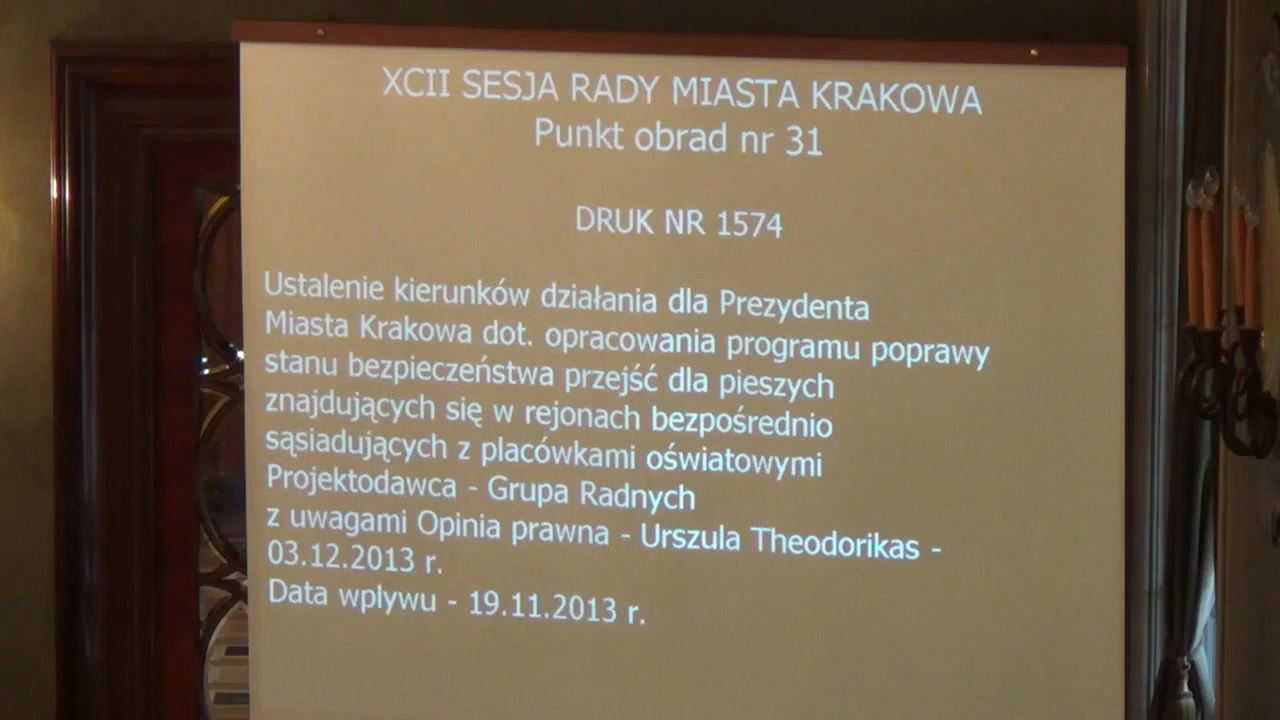 XCII SESJA RADY MIASTA KRAKOWA
Punkt obrad nr 31
DRUK NR 1574
Ustalenie kierunków działania dla Prezydenta
Miasta Krakowa dot. opracowania programu poprawy
stanu bezpieczeństwa przejść dla pieszych
znajdujących się w rejonach bezpośrednio
sąsiadujących z placówkami oświatowymi
Projektodawca - Grupa Radnych
z uwagami Opinia prawna - Urszula Theodorikas -
03.12.2013 r.
Data wplywu - 19.11.2013 r.